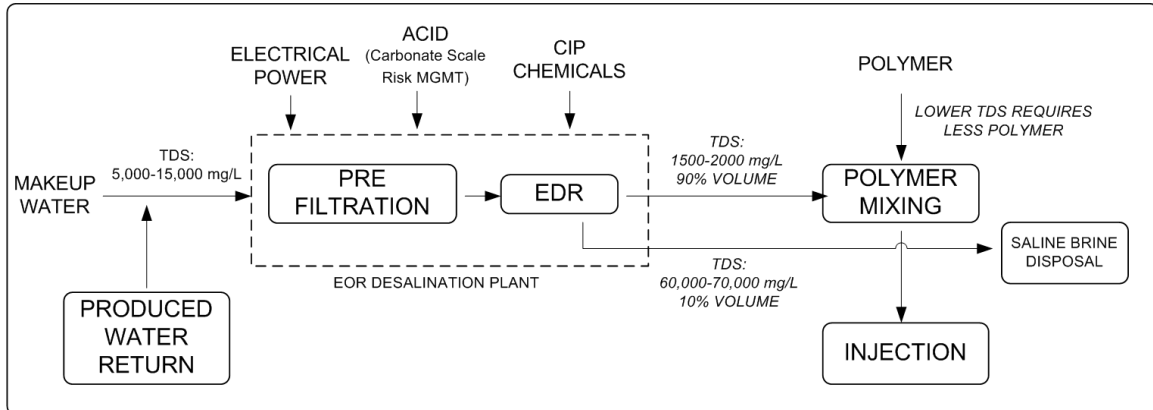 ELECTRICAL
POWER
ACID
(Carbonate Scale
Risk MGMT)
CIP
CHEMICALS
POLYMER
LOWER TDS REQUIRES
LESS POLYMER
MAKEUP
WATER
TDS:
5,000-15,000 mg/L
PRE
FILTRATION
EDR
TDS:
1500-2000 mg/L
90% VOLUME
POLYMER
MIXING
EOR DESALINATION PLANT
TDS:
60,000-70,000 mg/L
10% VOLUME
SALINE BRINE
DISPOSAL
PRODUCED
WATER
RETURN
INJECTION